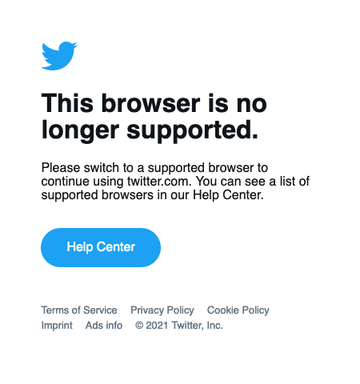 This browser is no
longer supported.
Please switch to a supported browser to
continue using twitter.com. You can see a list of
supported browsers in our Help Center.
Help Center
Terms of Service Privacy Policy Cookie Policy
Imprint Ads info © 2021 Twitter, Inc.